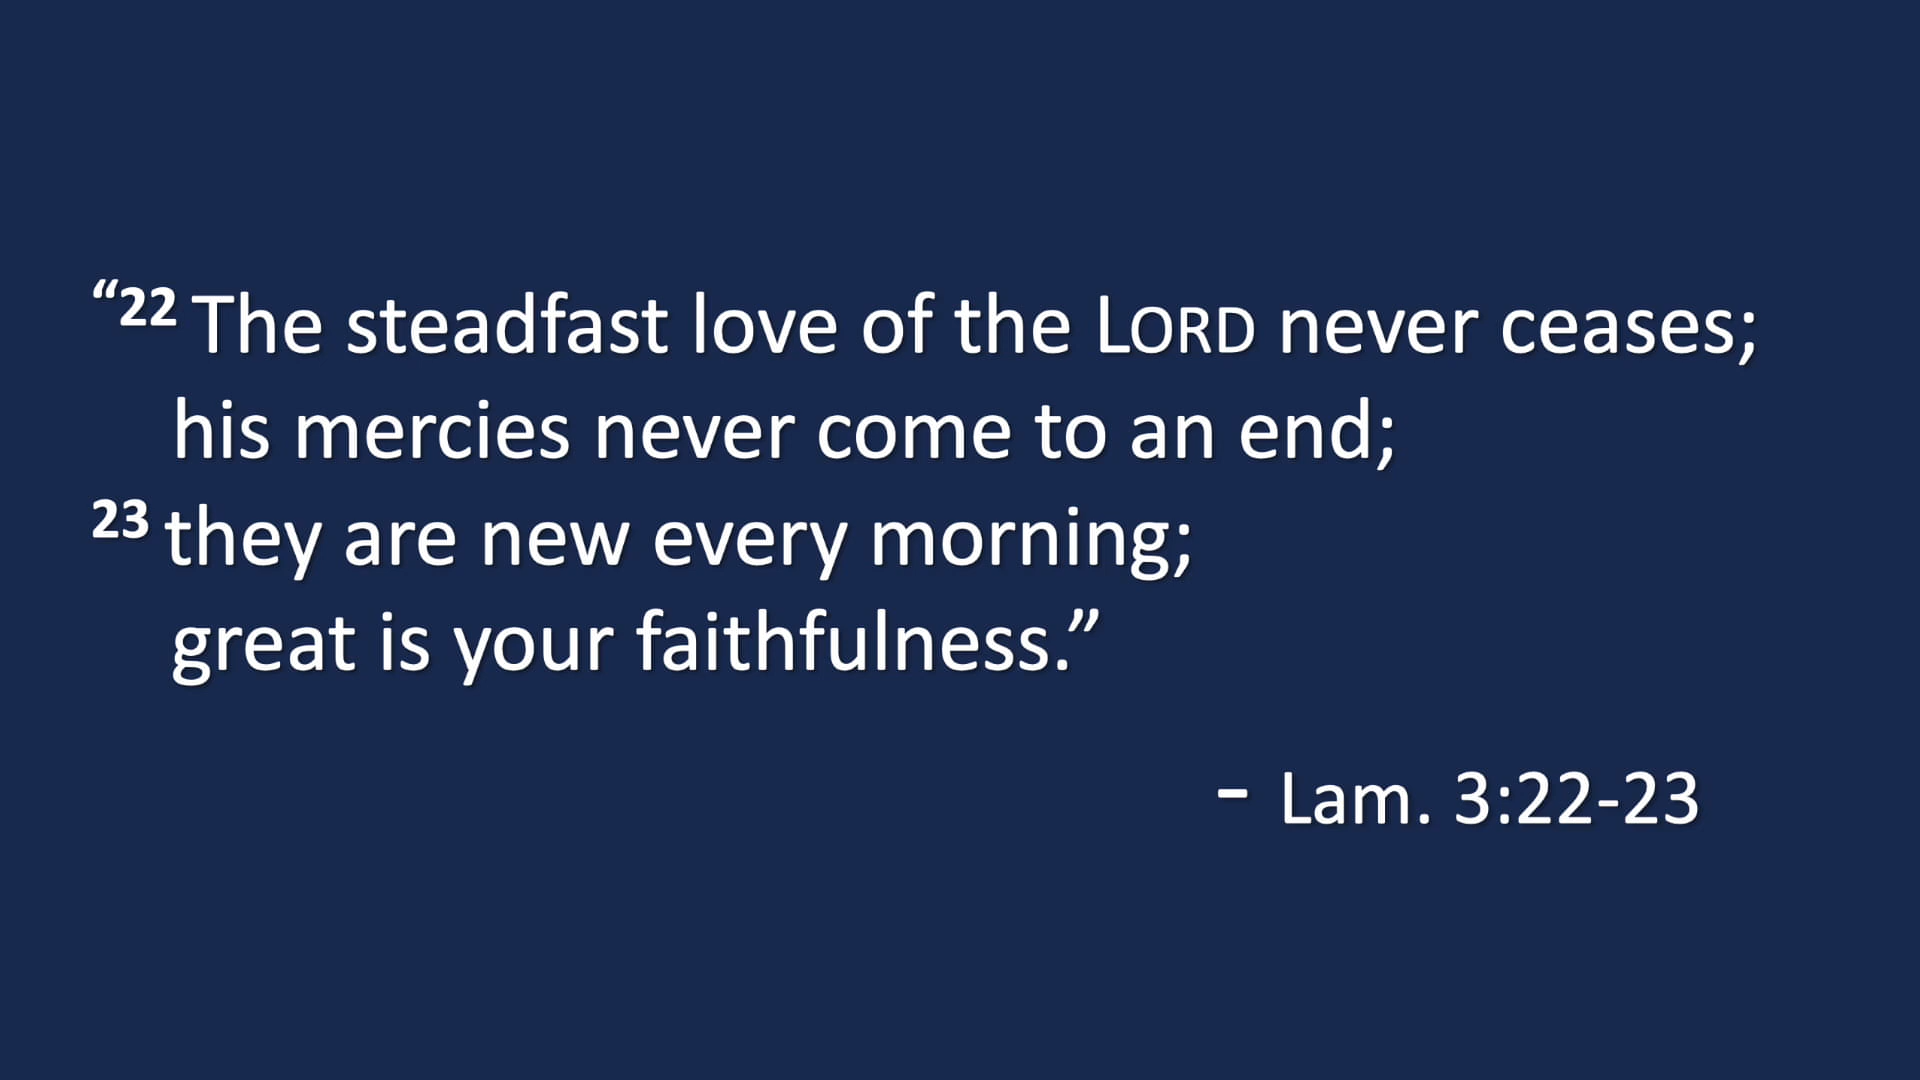 “22 The steadfast love of the LORD never ceases;
his mercies never come to an end;
23 they are new every morning;
great is your faithfulness.”
- Lam. 3:22-23